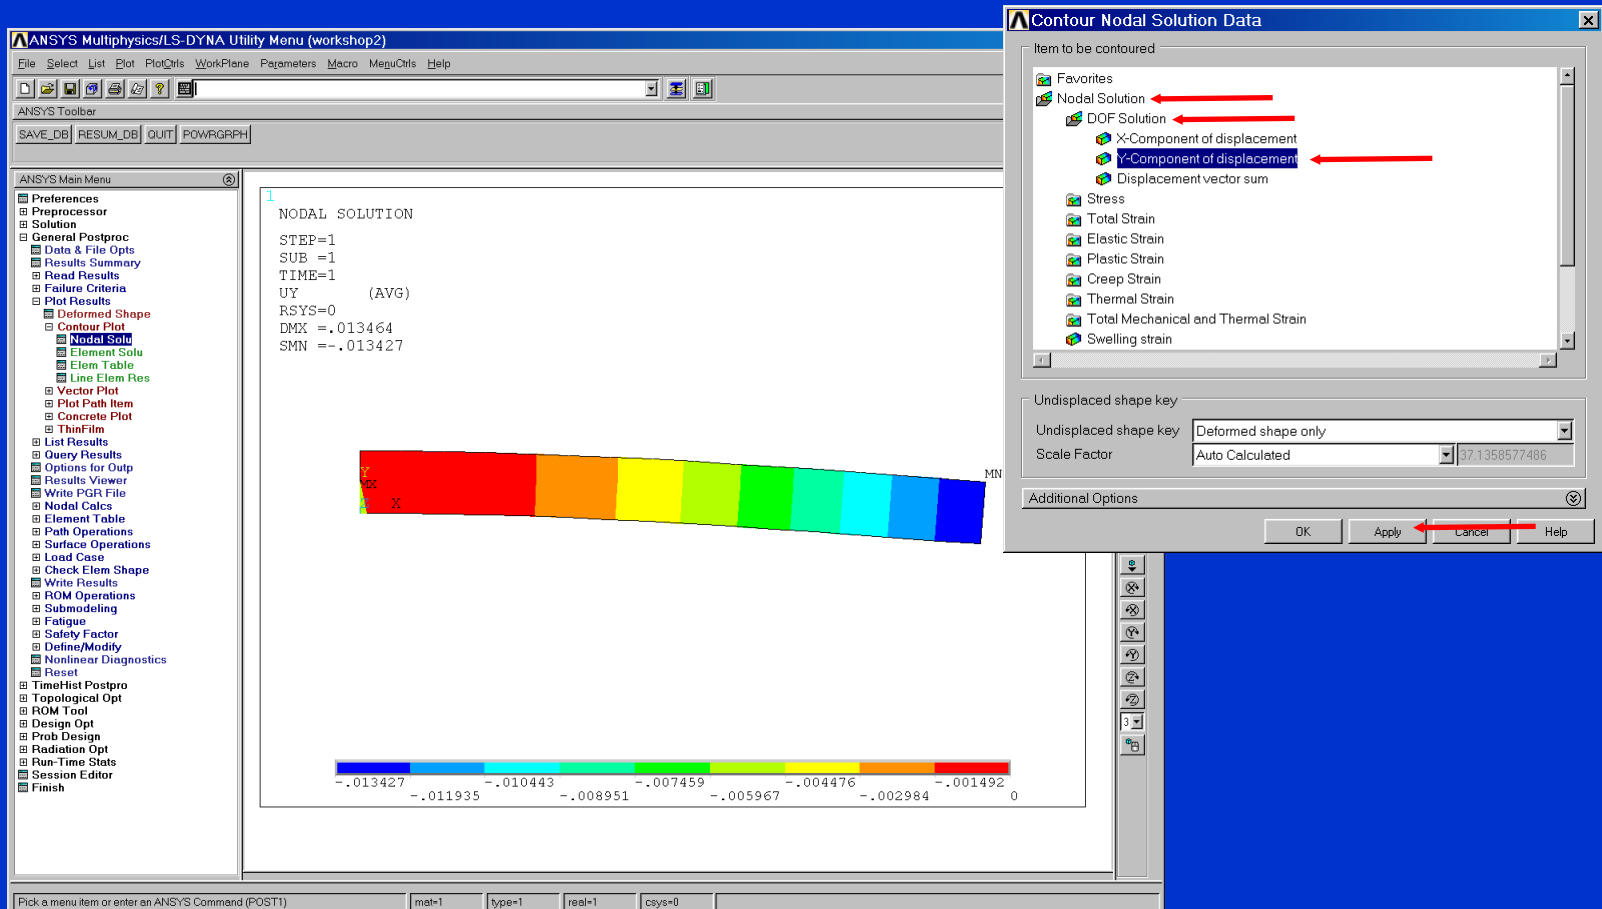 ANSYS Multiphysics/LS-DYNA Utility Menu (workshop2)
File Select List Plot PlotCtrls WorkPlane Parameters Macro MenuCtrls Help
ANSYS Toolbar
SAVE_DB RESUM_DB QUIT POWRGRPH
ANSYS Main Menu
Preferences
Preprocessor
Solution
General Postproc
Data & File Opts
Results Summary
Read Results
Failure Criteria
Plot Results
Deformed Shape
Contour Plot
Nodal Solu
Element Solu
Elem Table
Line Elem Res
Vector Plot
Plot Path Item
Concrete Plot
ThinFilm
List Results
Query Results
Options for Outp
Results Viewer
Write PGR File
Nodal Calcs
Element Table
Path Operations
Surface Operations
Load Case
Check Elem Shape
Write Results
ROM Operations
Submodeling
Fatigue
Safety Factor
Define/Modify
Nonlinear Diagnostics
Reset
TimeHist Postpro
Topological Opt
ROM Tool
Design Opt
Prob Design
Radiation Opt
Run-Time Stats
Session Editor
Finish
1
NODAL SOLUTION
STEP=1
SUB =1
TIME=1
UY (AVG)
RSYS=0
DMX =.013464
SMN =-.013427
MN
Y
MX
Z X
-.013427 -.010443 -.007459 -.004476 -.001492
-.011935 -.008951 -.005967 -.002984 0
3
Pick a menu item or enter an ANSYS Command (POST1) mat=1 type=1 real=1 csys=0
Contour Nodal Solution Data
Item to be contoured
Favorites
Nodal Solution
DOF Solution
X-Component of displacement
Y-Component of displacement
Displacement vector sum
Stress
Total Strain
Elastic Strain
Plastic Strain
Creep Strain
Thermal Strain
Total Mechanical and Thermal Strain
Swelling strain
Undisplaced shape key
Undisplaced shape key Deformed shape only
Scale Factor Auto Calculated 37.1358577486
Additional Options
OK Apply Cancel Help